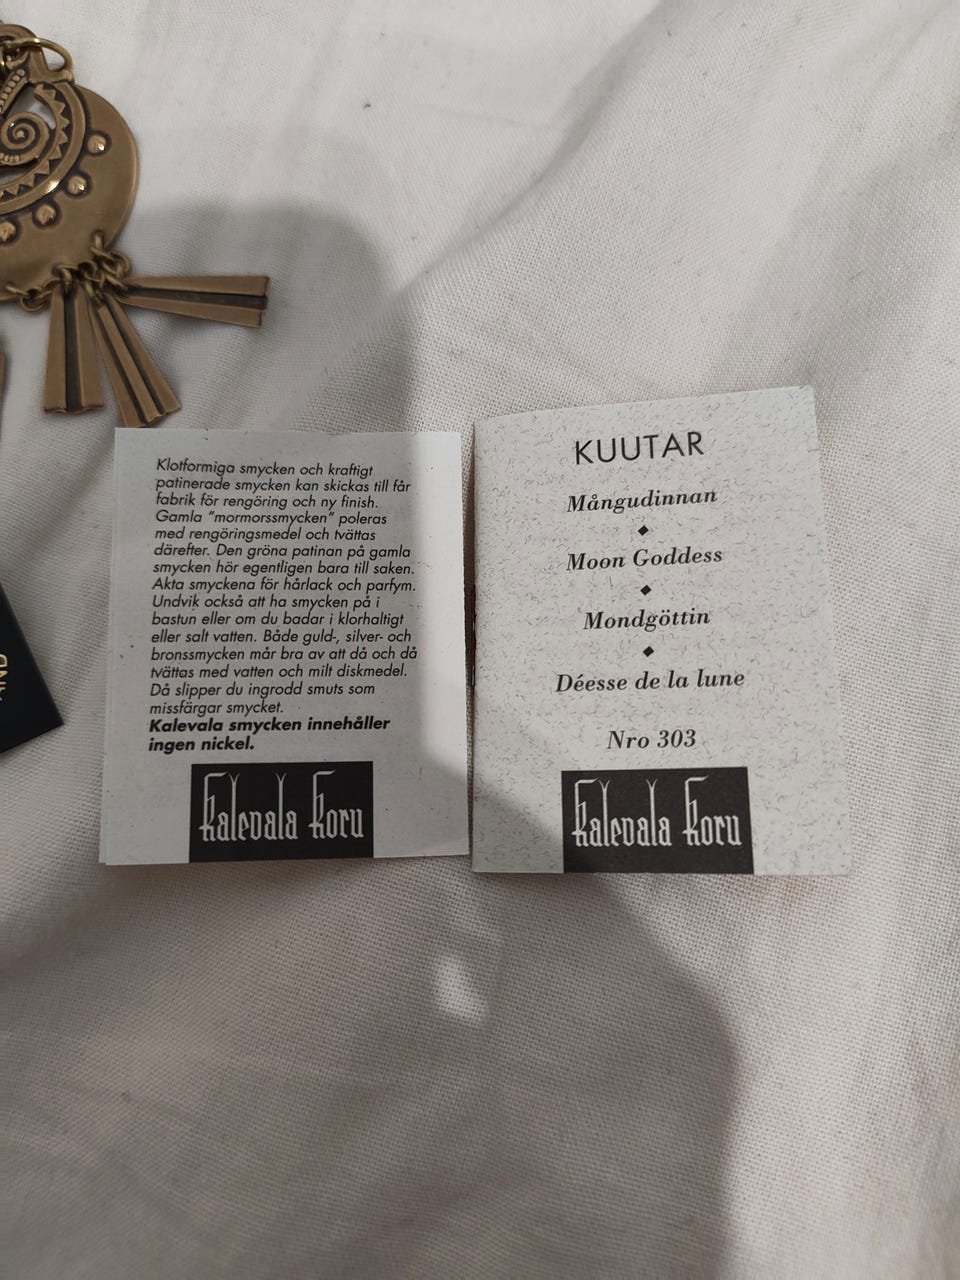 Klotformiga smycken och kraftigt
patinerade smycken kan skickas till får
fabrik för rengöring och ny finish.
Gamla "mormorssmycken" poleras
med rengöringsmedel och tvättas
därefter. Den gröna patinan på gamla
smycken hör egentligen bara till saken.
Akta smyckena för hårlack och parfym.
Undvik också att ha smycken på i
bastun eller om du badar i klorhaltigt
eller salt vatten. Både guld-, silver- och
bronssmycken mår bra av att då och då
tvättas med vatten och milt diskmedel.
Då slipper du ingrodd smuts som
missfärgar smycket.
Kalevala smycken innehåller
ingen nickel.
Kalevala Koru
KUUTAR
Mångudinnan
Moon Goddess
Mondgöttin
Déesse de la lune
Nro 303
Kalevala Koru
AND